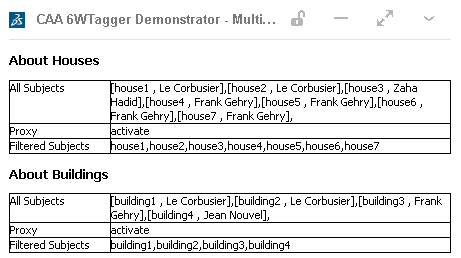 CAA 6WTagger Demonstrator - Multi...
About Houses
All Subjects [house1 , Le Corbusier],[house2 , Le Corbusier],[house3 , Zaha
Hadid],[house4 , Frank Gehry],[house5 , Frank Gehry],[house6 ,
Frank Gehry],[house7 , Frank Gehry],
Proxy activate
Filtered Subjects house1,house2,house3,house4,house5,house6,house7
About Buildings
All Subjects [building1 , Le Corbusier],[building2 , Le Corbusier],[building3 , Frank
Gehry],[building4 , Jean Nouvel],
Proxy activate
Filtered Subjects building1,building2,building3,building4